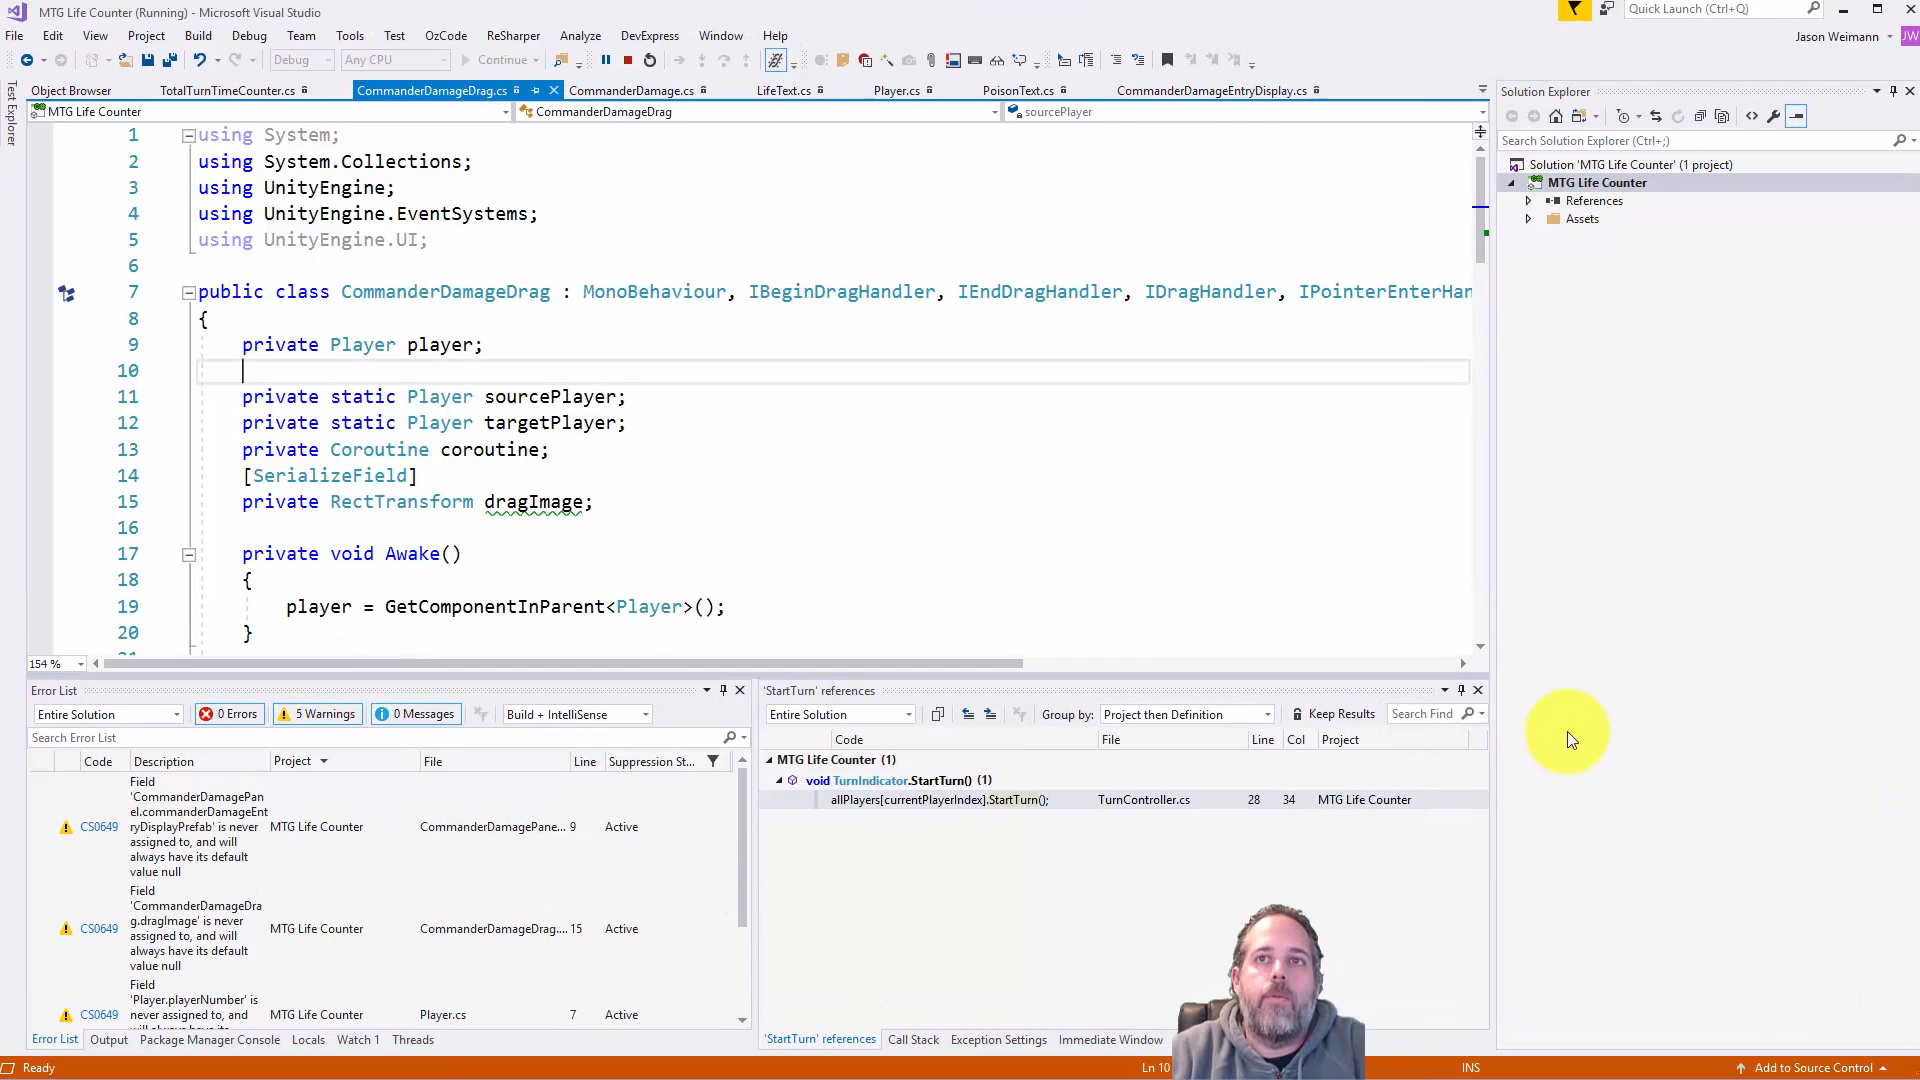 MTG Life Counter (Running) - Microsoft Visual Studio
Quick Launch (Ctrl+Q)
File Edit View Project Build Debug Team Tools Test OzCode ReSharper Analyze DevExpress Window Help
Jason Weimann JW
Debug Any CPU Continue
Test Explorer
Object Browser TotalTurnTimeCounter.cs CommanderDamageDrag.cs CommanderDamage.cs LifeText.cs Player.cs PoisonText.cs CommanderDamageEntryDisplay.cs
MTG Life Counter CommanderDamageDrag sourcePlayer
1 using System;
2 using System.Collections;
3 using UnityEngine;
4 using UnityEngine.EventSystems;
5 using UnityEngine.UI;
6
7 public class CommanderDamageDrag : MonoBehaviour, IBeginDragHandler, IEndDragHandler, IDragHandler, IPointerEnterHan
8 {
9 private Player player;
10
11 private static Player sourcePlayer;
12 private static Player targetPlayer;
13 private Coroutine coroutine;
14 [SerializeField]
15 private RectTransform dragImage;
16
17 private void Awake()
18 {
19 player = GetComponentInParent<Player>();
20 }
154 %
Solution Explorer
Search Solution Explorer (Ctrl+;)
Solution 'MTG Life Counter' (1 project)
MTG Life Counter
References
Assets
Error List
Entire Solution 0 Errors 5 Warnings 0 Messages Build + IntelliSense
Search Error List
Code Description Project File Line Suppression St...
Field
'CommanderDamagePan
el.commanderDamageEnt
ryDisplayPrefab' is never
assigned to, and will
always have its default
value null
CS0649 MTG Life Counter CommanderDamagePane... 9 Active
Field
'CommanderDamageDra
g.dragImage' is never
assigned to, and will
always have its default
value null
CS0649 MTG Life Counter CommanderDamageDrag.... 15 Active
Field
'Player.playerNumber' is
never assigned to, and
will always have its
CS0649 MTG Life Counter Player.cs 7 Active
Error List Output Package Manager Console Locals Watch 1 Threads
'StartTurn' references
Entire Solution Group by: Project then Definition Keep Results Search Find
Code File Line Col Project
MTG Life Counter (1)
void TurnIndicator.StartTurn() (1)
allPlayers[currentPlayerIndex].StartTurn(); TurnController.cs 28 34 MTG Life Counter
'StartTurn' references Call Stack Exception Settings Immediate Window
Ready Ln 10 INS Add to Source Control